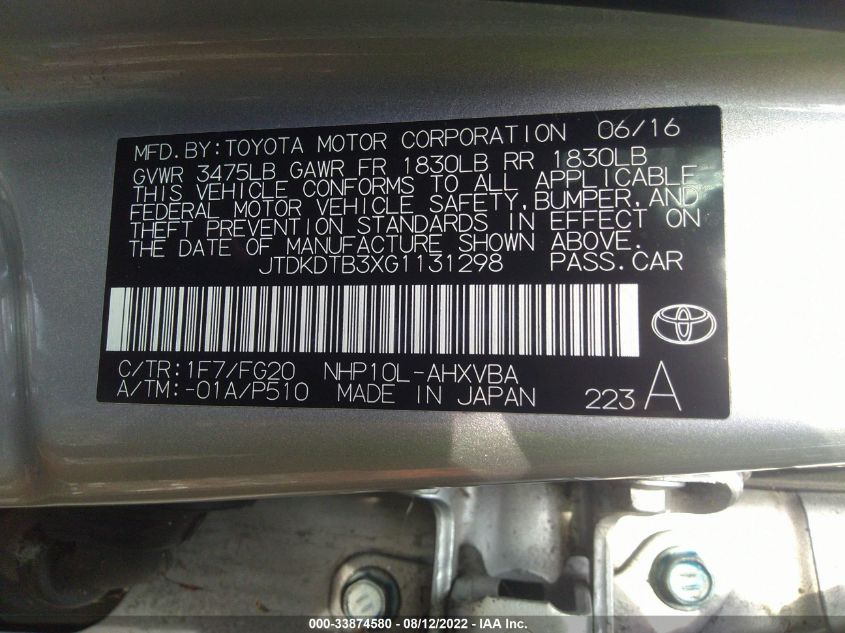 MFD.BY:TOYOTA MOTOR CORPORATION 06/16
GVWR 3475LB GAWR FR 1830LB RR 1830LB
THIS VEHICLE CONFORMS TO ALL APPLICABLE
FEDERAL MOTOR VEHICLE SAFETY,BUMPER,AND
THEFT PREVENTION STANDARDS IN EFFECT ON
THE DATE OF MANUFACTURE SHOWN ABOVE.
JTDKDTB3XG1131298 PASS.CAR
C/TR:1F7/FG20 NHP10L-AHXVBA
A/TM:-01A/P510 MADE IN JAPAN 223 A
000-33874580 - 08/12/2022 - IAA Inc.